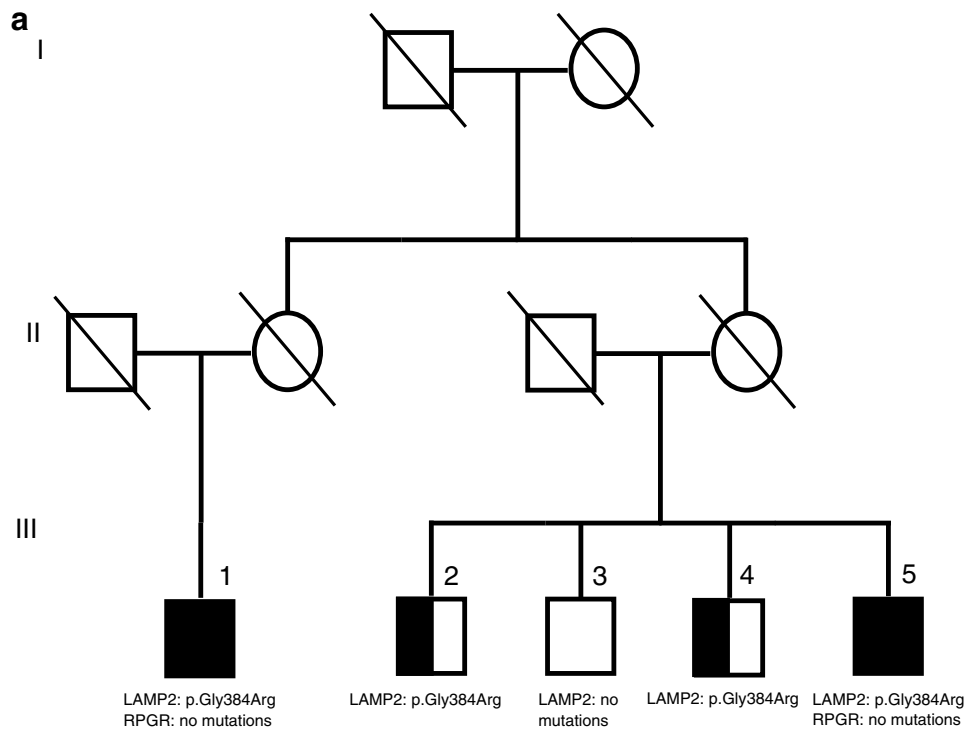 a
I
II
III
1
2
3
4
5
LAMP2: p.Gly384Arg
RPGR: no mutations
LAMP2: p.Gly384Arg
LAMP2: no
mutations
LAMP2: p.Gly384Arg
LAMP2: p.Gly384Arg
RPGR: no mutations